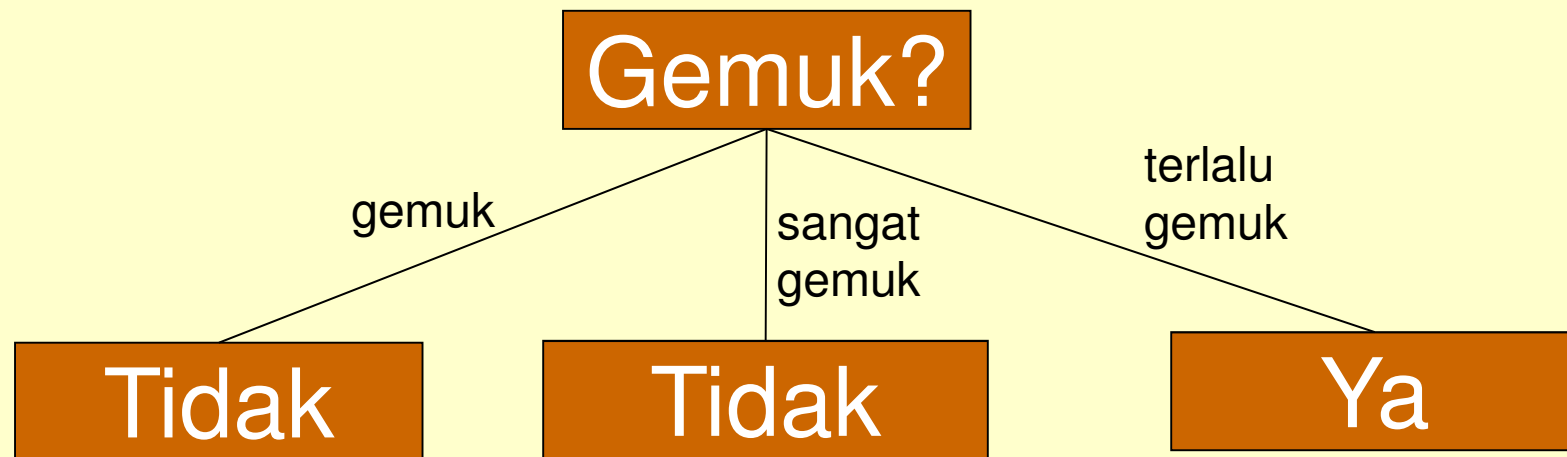 Gemuk?
gemuk
sangat
gemuk
terlalu
gemuk
Tidak
Tidak
Ya